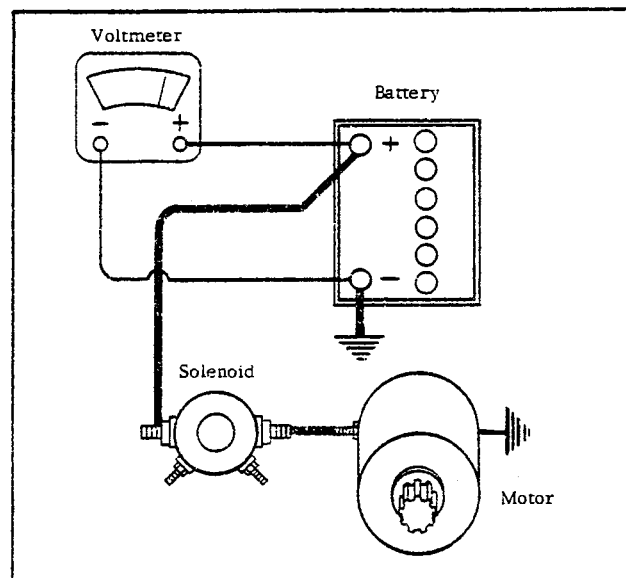 Voltmeter
Battery
− +
+
−
Solenoid
Motor